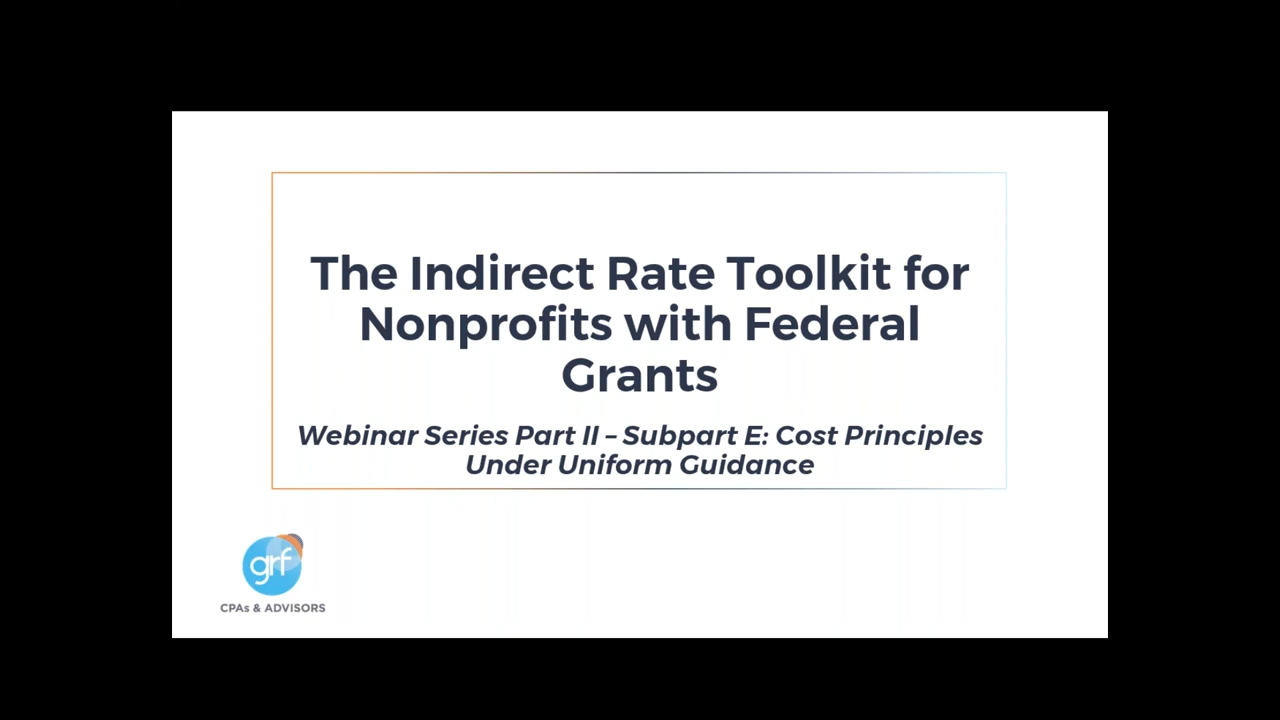 The Indirect Rate Toolkit for
Nonprofits with Federal
Grants
Webinar Series Part II – Subpart E: Cost Principles
Under Uniform Guidance
grf
CPAs & ADVISORS